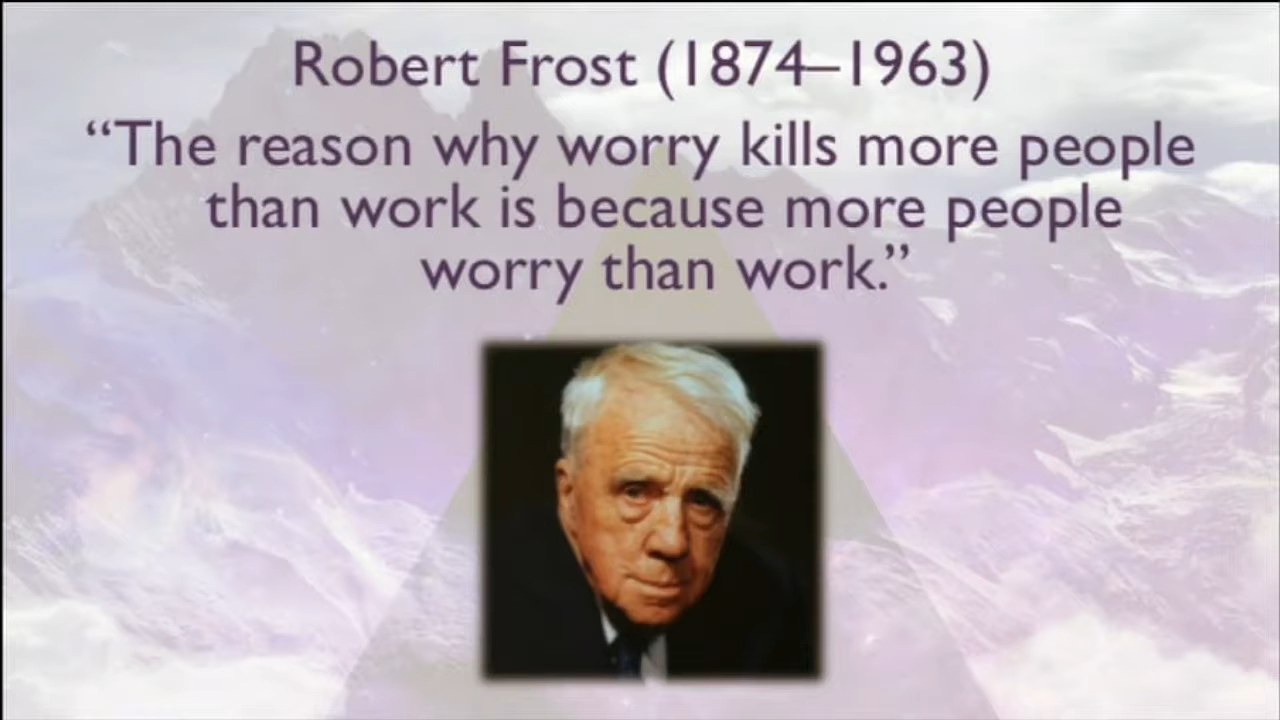 Robert Frost (1874–1963)
“The reason why worry kills more people
than work is because more people
worry than work.”